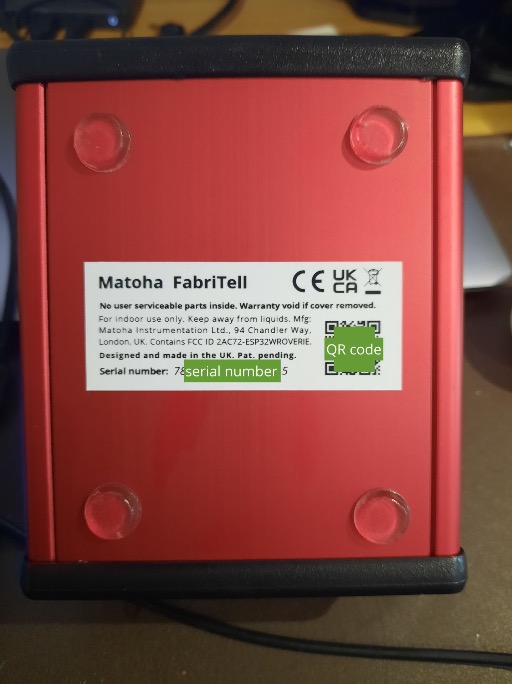 Matoha FabriTell
CE UK CA
No user serviceable parts inside. Warranty void if cover removed.
For indoor use only. Keep away from liquids. Mfg:
Matoha Instrumentation Ltd., 94 Chandler Way,
London, UK. Contains FCC ID 2AC72-ESP32WROVERIE.
Designed and made in the UK. Pat. pending.
Serial number: 78 serial number 5
QR code